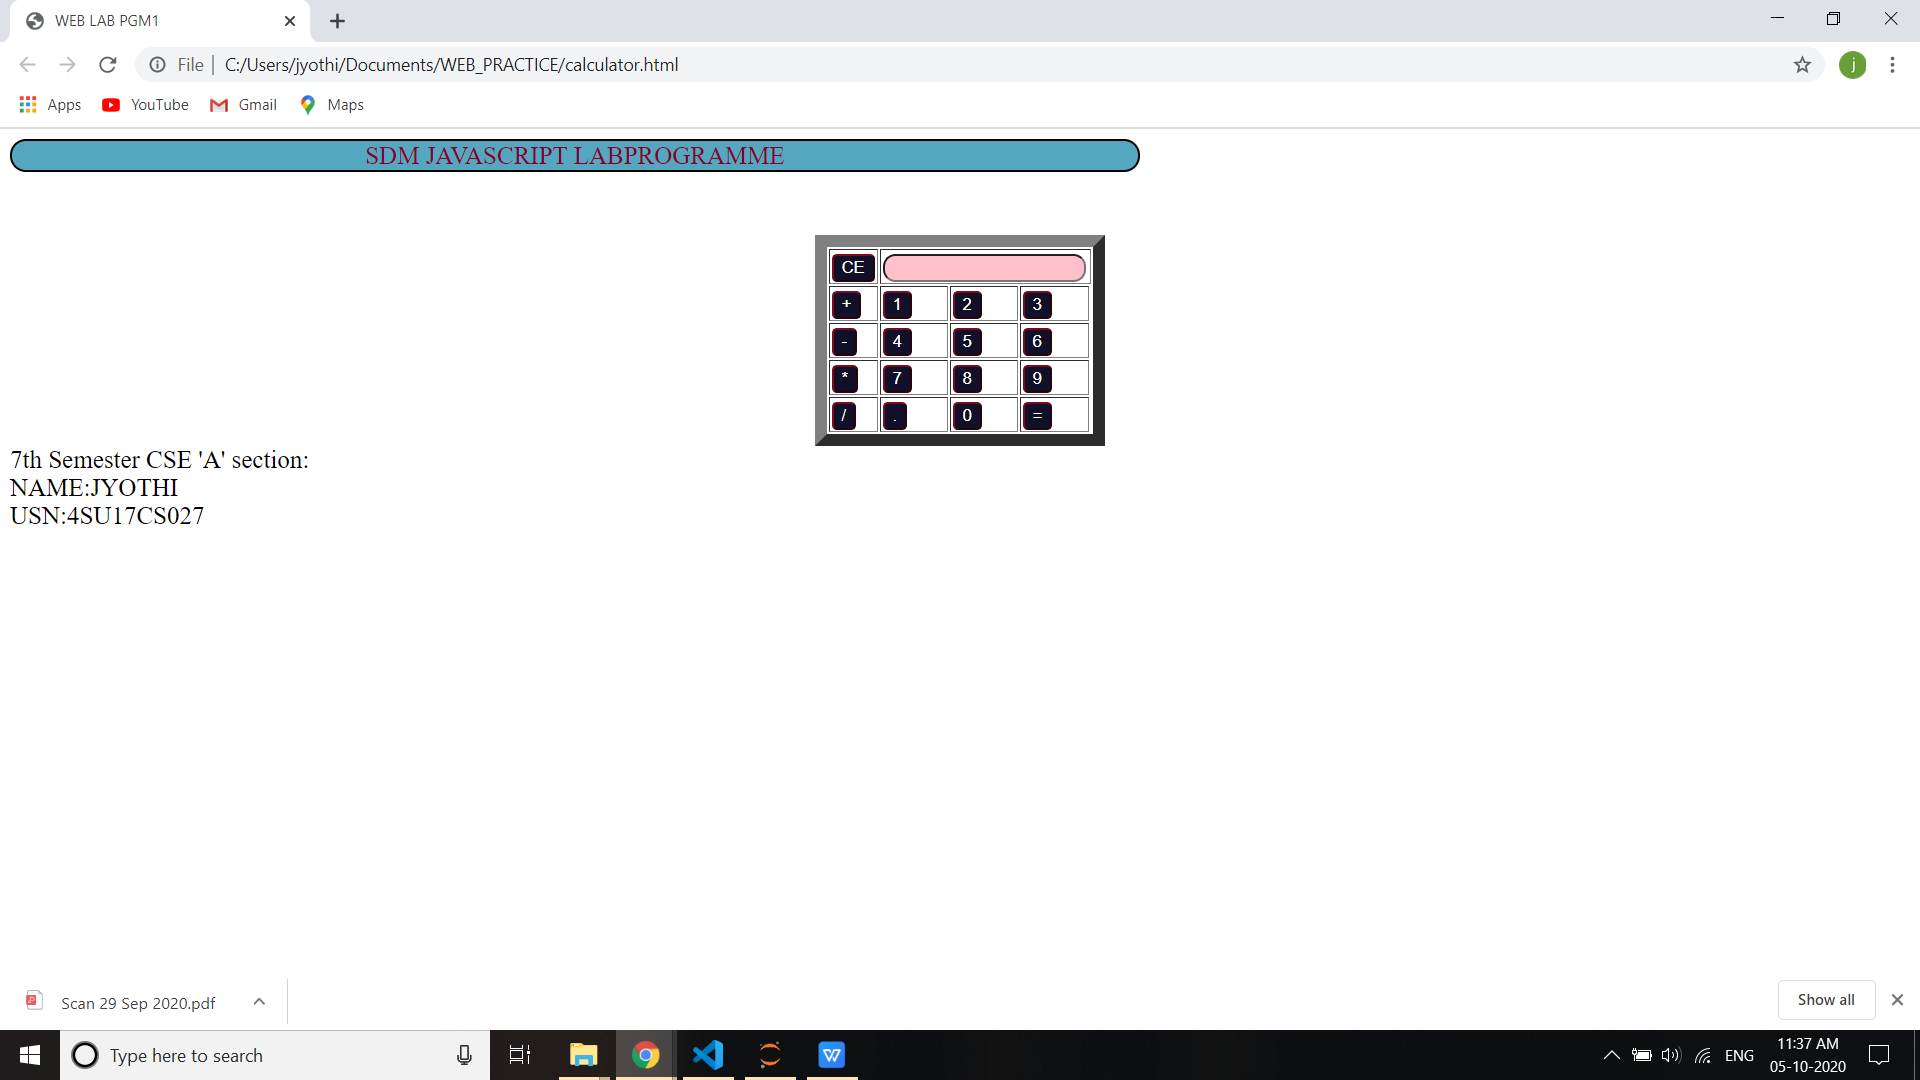 WEB LAB PGM1
File | C:/Users/jyothi/Documents/WEB_PRACTICE/calculator.html
j
Apps YouTube Gmail Maps
SDM JAVASCRIPT LABPROGRAMME
CE
+ 1 2 3
- 4 5 6
* 7 8 9
/ . 0 =
7th Semester CSE 'A' section:
NAME:JYOTHI
USN:4SU17CS027
Scan 29 Sep 2020.pdf
Show all
Type here to search
W
ENG
11:37 AM
05-10-2020